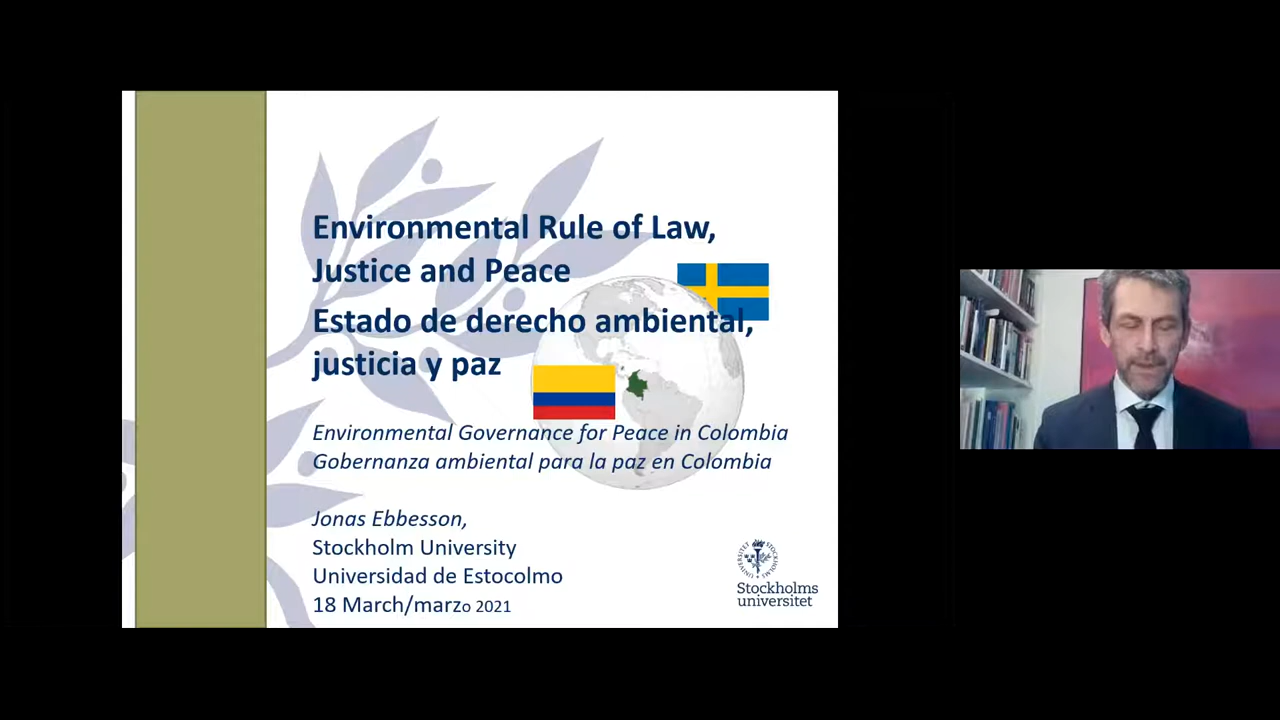 Environmental Rule of Law,
Justice and Peace
Estado de derecho ambiental,
justicia y paz
Environmental Governance for Peace in Colombia
Gobernanza ambiental para la paz en Colombia
Jonas Ebbesson,
Stockholm University
Universidad de Estocolmo
18 March/marzo 2021
Stockholms
universitet